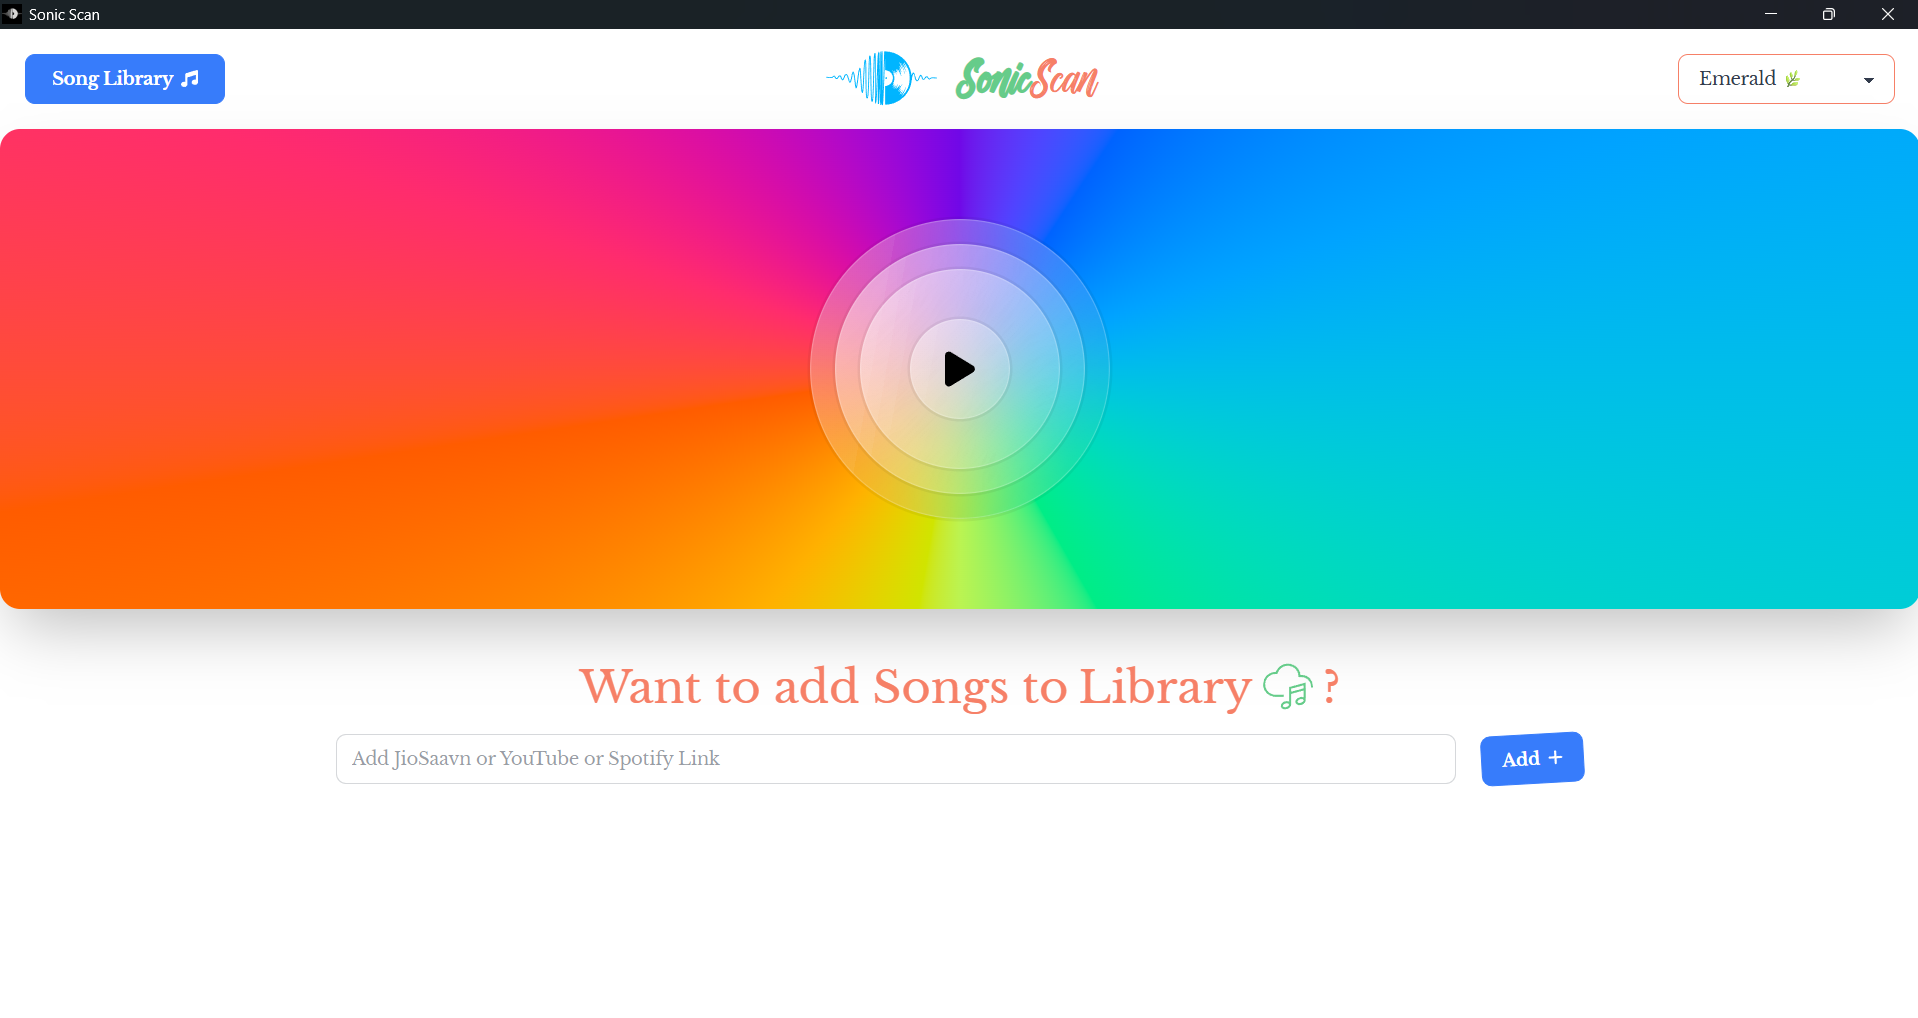 Sonic Scan
Song Library
SonicScan
Emerald
Want to add Songs to Library ?
Add JioSaavn or YouTube or Spotify Link
Add +